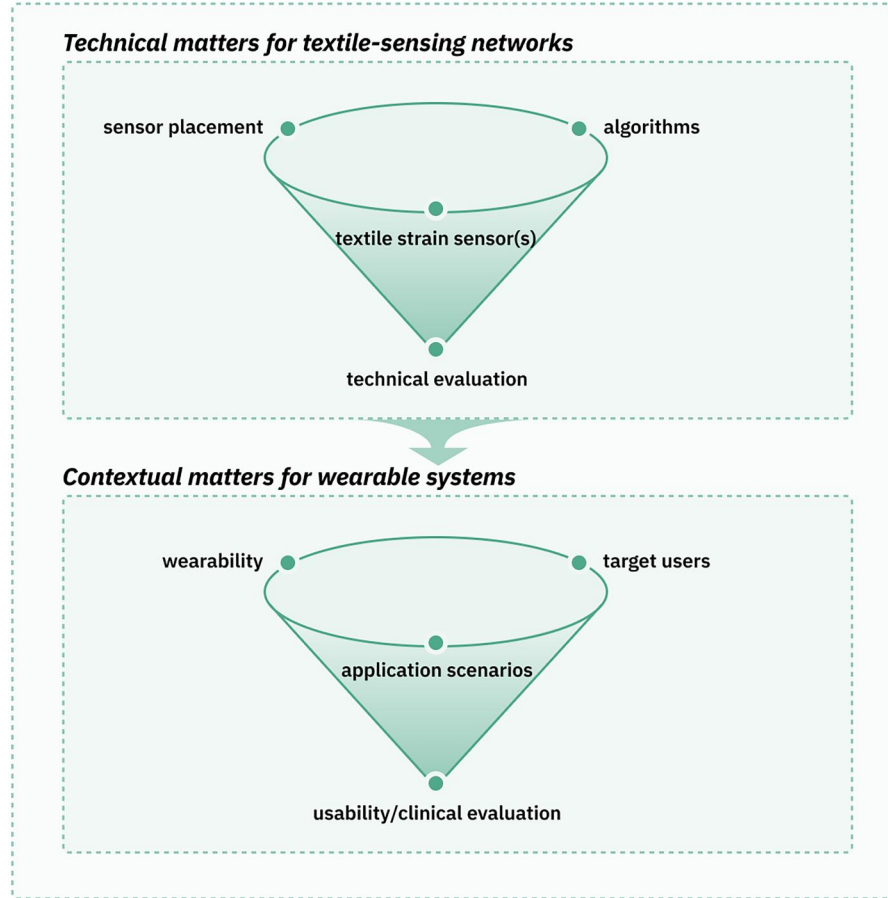 Technical matters for textile-sensing networks
sensor placement
algorithms
textile strain sensor(s)
technical evaluation
Contextual matters for wearable systems
wearability
target users
application scenarios
usability/clinical evaluation